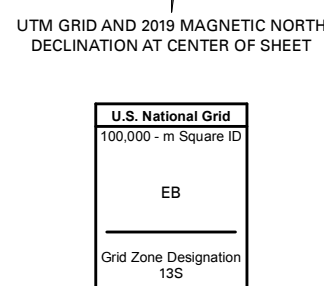 UTM GRID AND 2019 MAGNETIC NORTH
DECLINATION AT CENTER OF SHEET
U.S. National Grid
100,000 - m Square ID
EB
Grid Zone Designation
13S